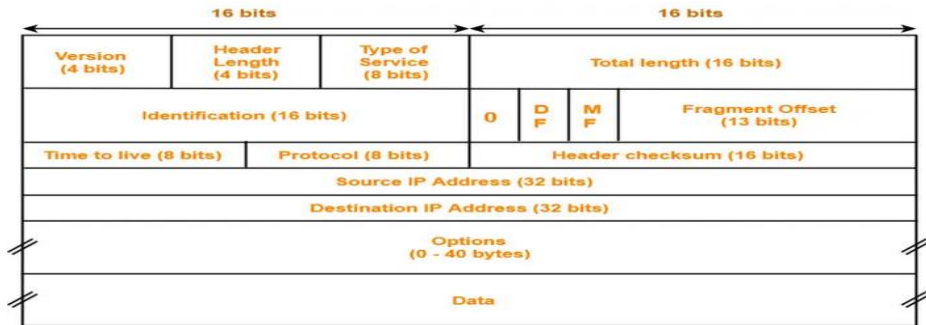 16 bits 16 bits
Version
(4 bits)
Header
Length
(4 bits)
Type of
Service
(8 bits)
Total length (16 bits)
Identification (16 bits)
0
D
F
M
F
Fragment Offset
(13 bits)
Time to live (8 bits) Protocol (8 bits) Header checksum (16 bits)
Source IP Address (32 bits)
Destination IP Address (32 bits)
Options
(0 - 40 bytes)
Data